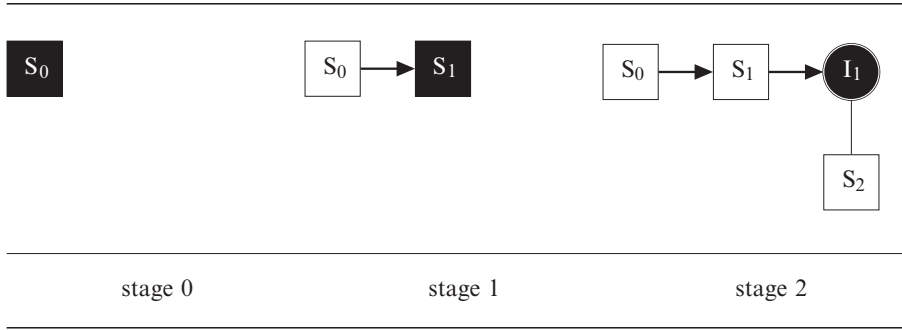 S₀ S₀ S₁ S₀ S₁ I₁
S₂
stage 0 stage 1 stage 2